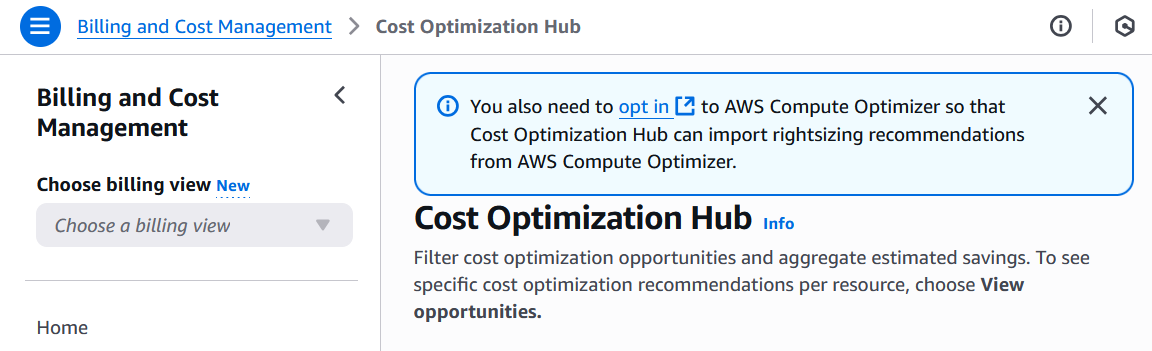 Billing and Cost Management > Cost Optimization Hub
Billing and Cost
Management
Choose billing view New
Choose a billing view
Home
You also need to opt in to AWS Compute Optimizer so that
Cost Optimization Hub can import rightsizing recommendations
from AWS Compute Optimizer.
Cost Optimization Hub Info
Filter cost optimization opportunities and aggregate estimated savings. To see
specific cost optimization recommendations per resource, choose View
opportunities.